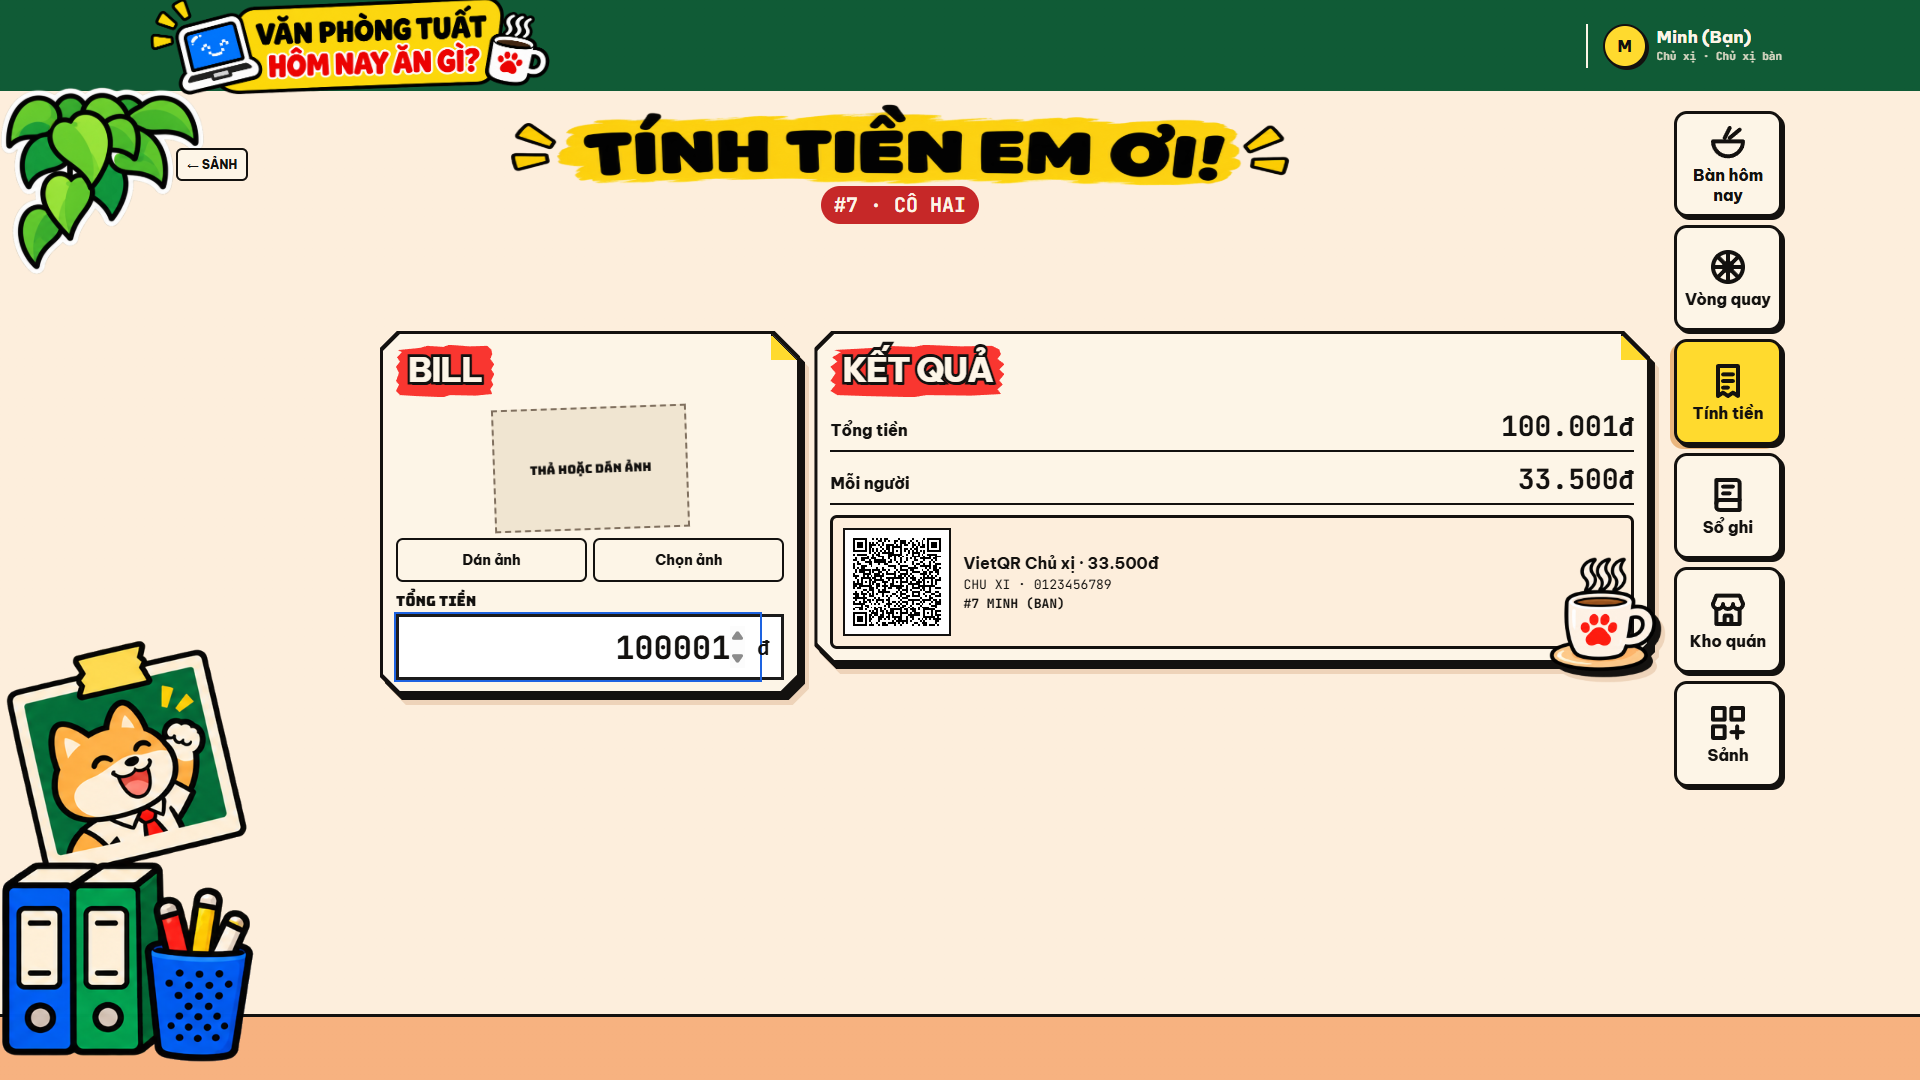 VĂN PHÒNG TUẤT
HÔM NAY ĂN GÌ?
M
Minh (Bạn)
Chủ xị · Chủ xị bàn
← SẢNH
TÍNH TIỀN EM ƠI!
#7 · CÔ HAI
BILL
THẢ HOẶC DÁN ẢNH
Dán ảnh
Chọn ảnh
TỔNG TIỀN
100001 đ
KẾT QUẢ
Tổng tiền 100.001đ
Mỗi người 33.500đ
VietQR Chủ xị · 33.500đ
CHU XI · 0123456789
#7 MINH (BAN)
Bàn hôm
nay
Vòng quay
Tính tiền
Sổ ghi
Kho quán
Sảnh